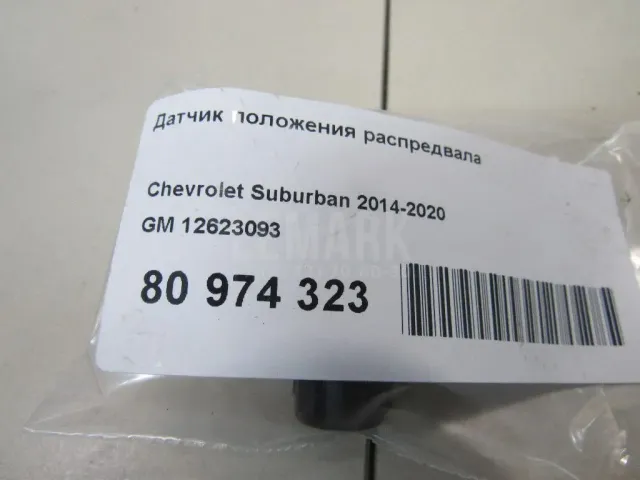 Датчик положения распредвала
Chevrolet Suburban 2014-2020
GM 12623093
80 974 323